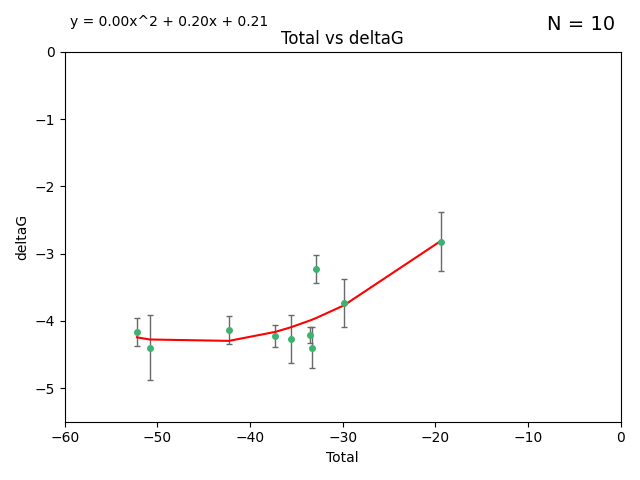 y = 0.00x^2 + 0.20x + 0.21
N = 10
Total vs deltaG
0
−1
−2
−3
−4
−5
deltaG
−60 −50 −40 −30 −20 −10 0
Total